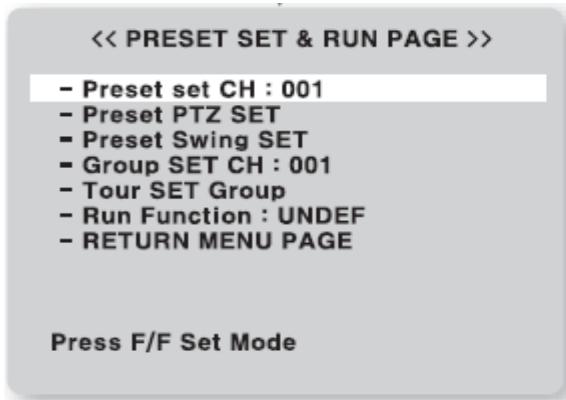 << PRESET SET & RUN PAGE >>
- Preset set CH : 001
- Preset PTZ SET
- Preset Swing SET
- Group SET CH : 001
- Tour SET Group
- Run Function : UNDEF
- RETURN MENU PAGE
Press F/F Set Mode